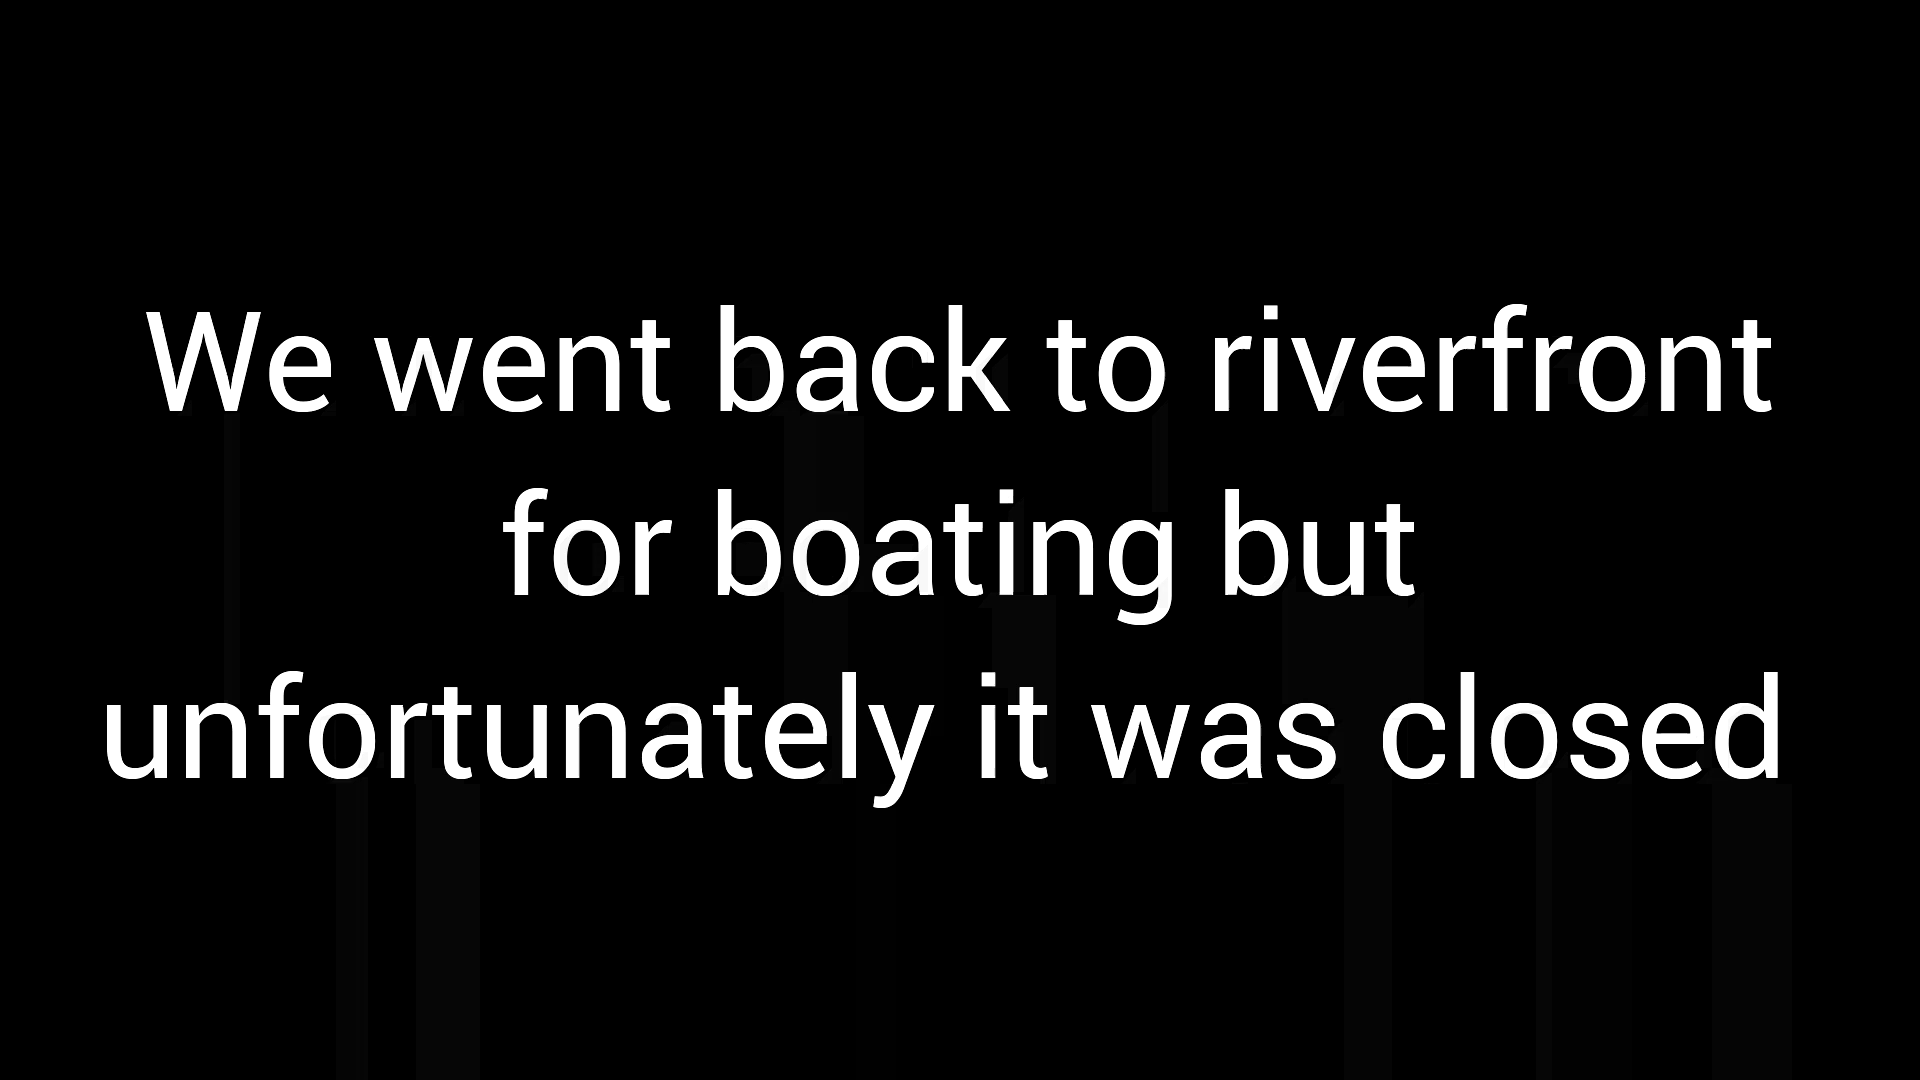 We went back to riverfront
for boating but
unfortunately it was closed